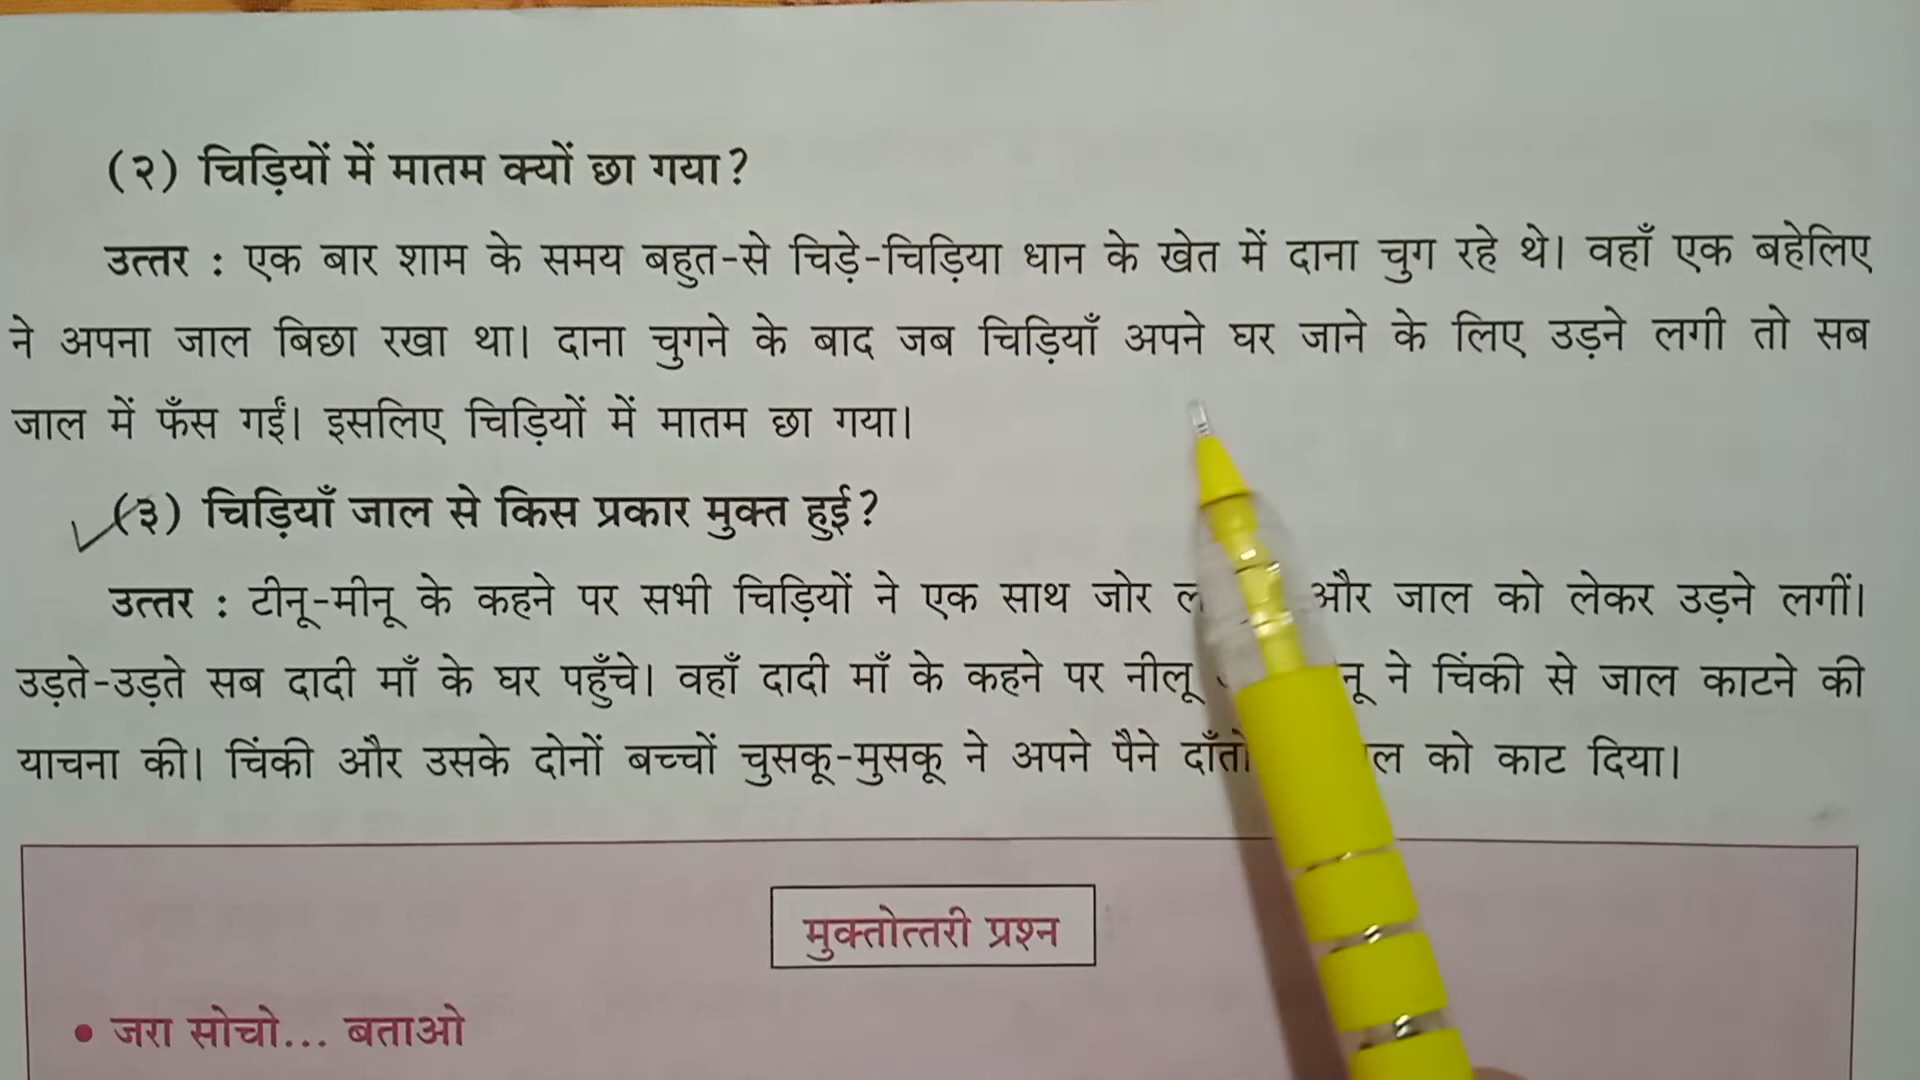 (२) चिड़ियों में मातम क्यों छा गया?
उत्तर : एक बार शाम के समय बहुत-से चिड़े-चिड़िया धान के खेत में दाना चुग रहे थे। वहाँ एक बहेलिए
ने अपना जाल बिछा रखा था। दाना चुगने के बाद जब चिड़ियाँ अपने घर जाने के लिए उड़ने लगी तो सब
जाल में फँस गईं। इसलिए चिड़ियों में मातम छा गया।
(३) चिड़ियाँ जाल से किस प्रकार मुक्त हुई?
उत्तर : टीनू-मीनू के कहने पर सभी चिड़ियों ने एक साथ जोर और जाल को लेकर उड़ने लगीं।
उड़ते-उड़ते सब दादी माँ के घर पहुँचे। वहाँ दादी माँ के कहने पर नीलू ने चिंकी से जाल काटने की
याचना की। चिंकी और उसके दोनों बच्चों चुसकू-मुसकू ने अपने पैने को काट दिया।
मुक्तोत्तरी प्रश्न
• जरा सोचो... बताओ